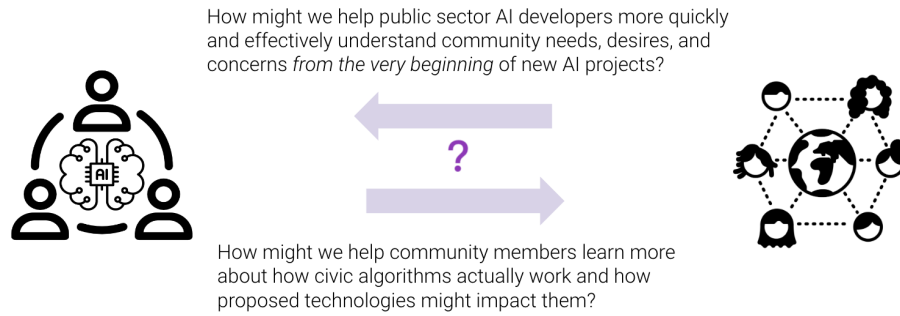 How might we help public sector AI developers more quickly
and effectively understand community needs, desires, and
concerns from the very beginning of new AI projects?
AI
?
How might we help community members learn more
about how civic algorithms actually work and how
proposed technologies might impact them?